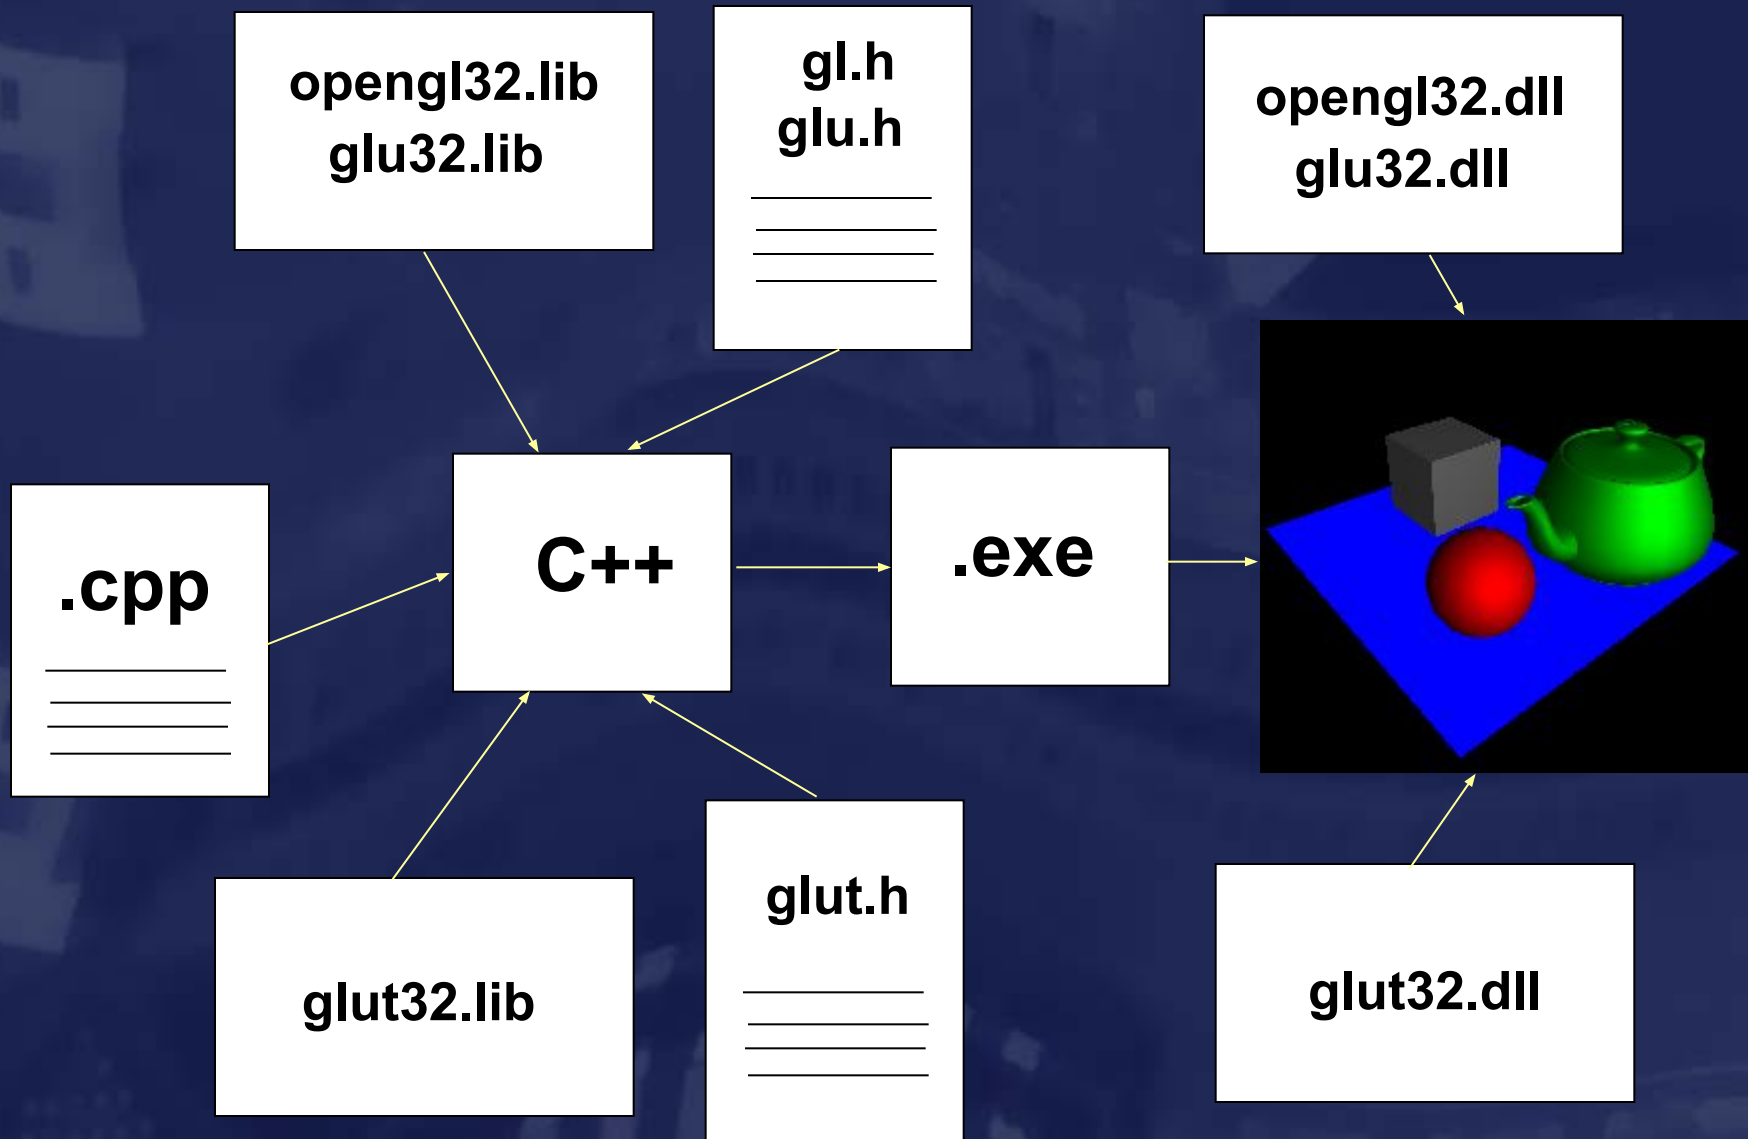 opengl32.lib
glu32.lib
gl.h
glu.h
opengl32.dll
glu32.dll
.cpp
C++
.exe
glut32.lib
glut.h
glut32.dll